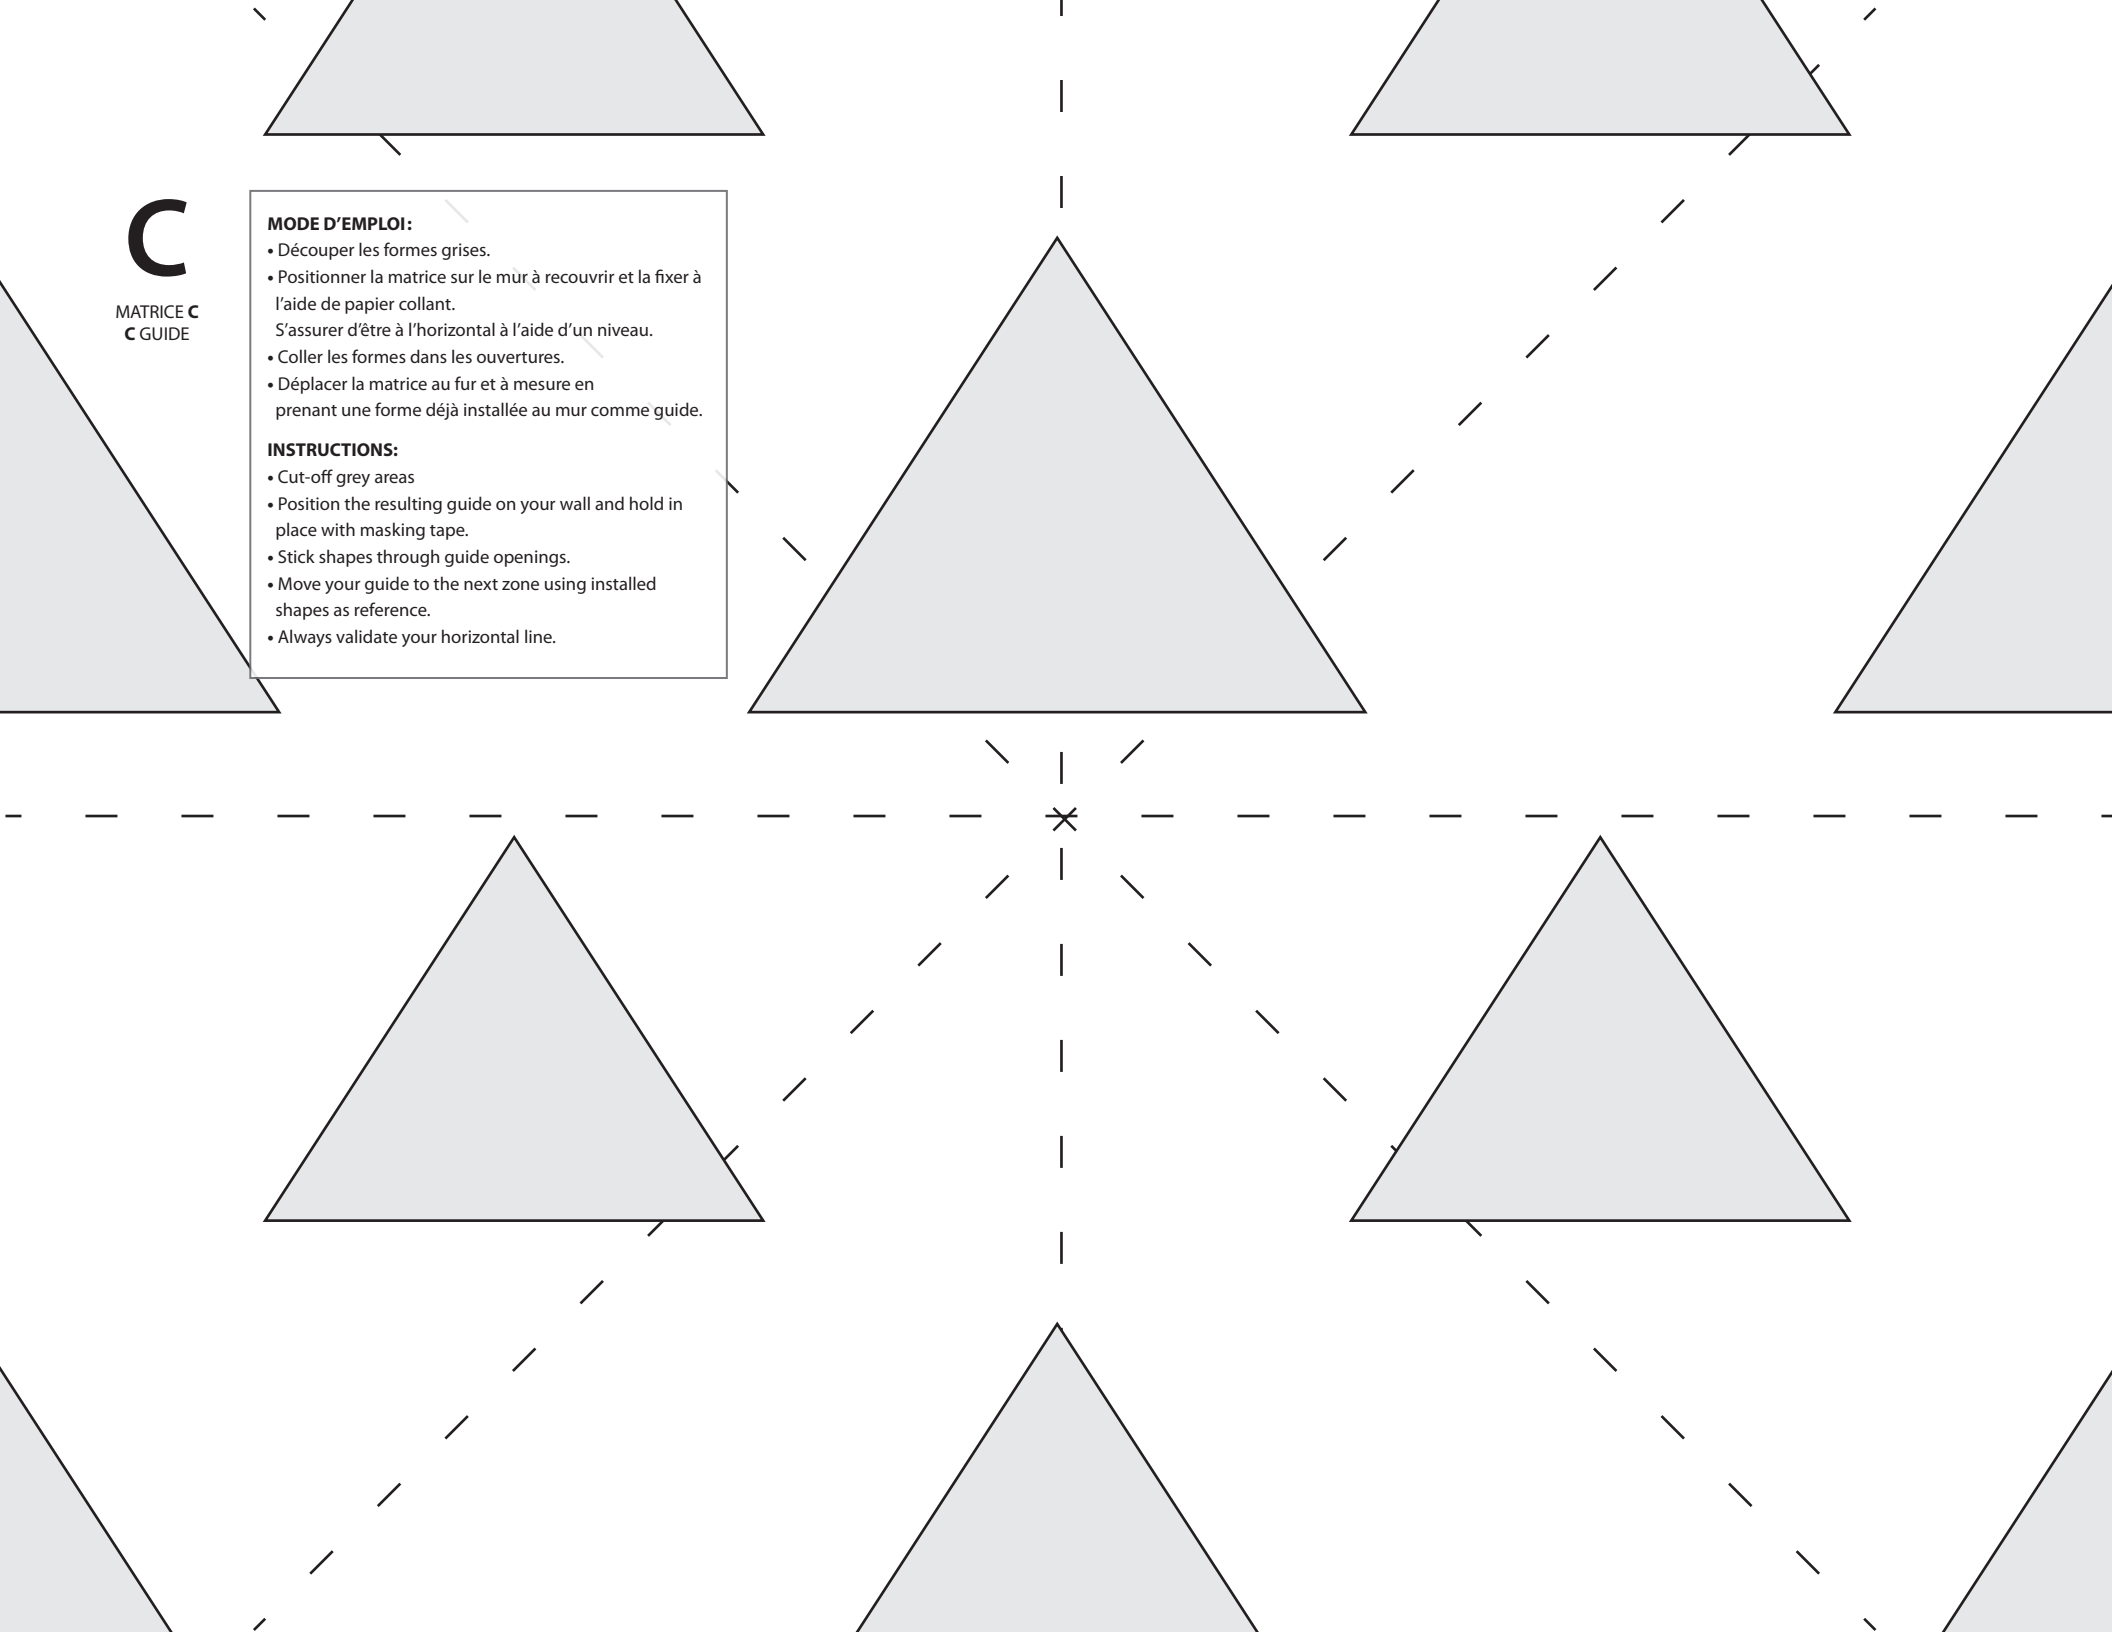 C
MATRICE C
C GUIDE
MODE D’EMPLOI :
• Découper les formes grises.
• Positionner la matrice sur le mur à recouvrir et la fixer à
l’aide de papier collant.
S’assurer d’être à l’horizontal à l’aide d’un niveau.
• Coller les formes dans les ouvertures.
• Déplacer la matrice au fur et à mesure en
prenant une forme déjà installée au mur comme guide.
INSTRUCTIONS:
• Cut-off grey areas
• Position the resulting guide on your wall and hold in
place with masking tape.
• Stick shapes through guide openings.
• Move your guide to the next zone using installed
shapes as reference.
• Always validate your horizontal line.